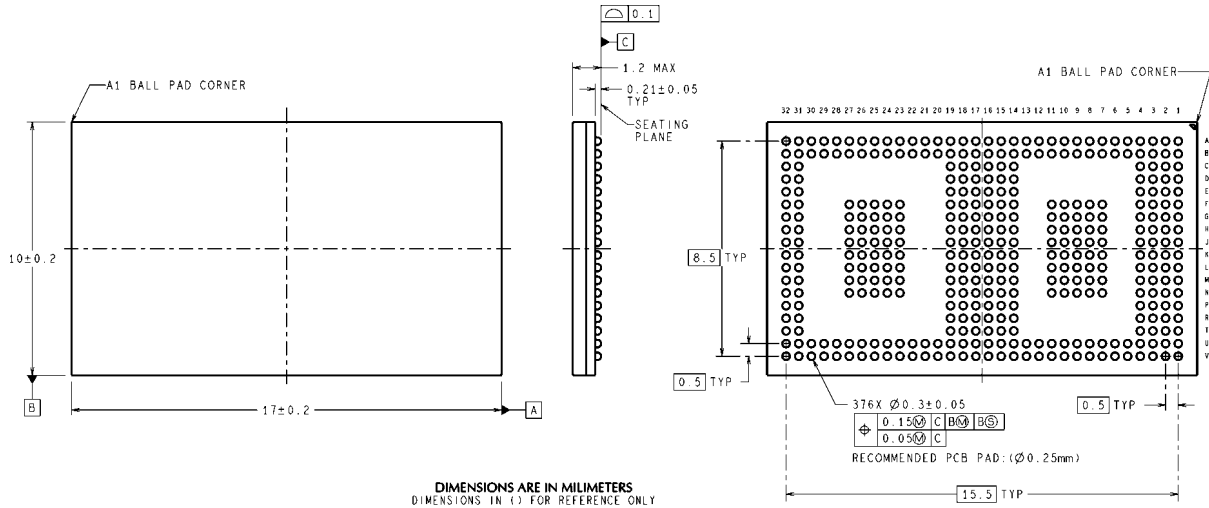 0.1
C
1.2 MAX
0.21±0.05
TYP
SEATING
PLANE
A1 BALL PAD CORNER
10±0.2
17±0.2
B
A
A1 BALL PAD CORNER
32 31 30 29 28 27 26 25 24 23 22 21 20 19 18 17 16 15 14 13 12 11 10 9 8 7 6 5 4 3 2 1
A
B
C
D
E
F
G
H
J
K
L
M
N
P
R
T
U
V
8.5 TYP
0.5 TYP
376X Ø0.3±0.05
0.15Ⓜ C BⓂ BⓈ
0.05Ⓜ C
RECOMMENDED PCB PAD:(Ø0.25mm)
0.5 TYP
15.5 TYP
DIMENSIONS ARE IN MILIMETERS
DIMENSIONS IN () FOR REFERENCE ONLY